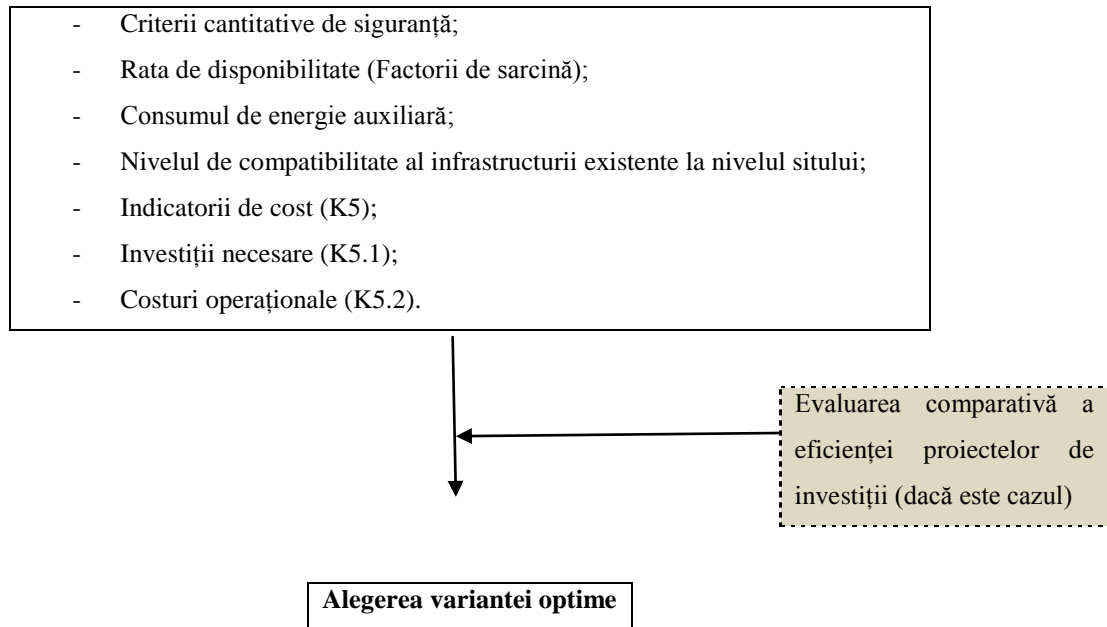 - Criterii cantitative de siguranță;
- Rata de disponibilitate (Factorii de sarcină);
- Consumul de energie auxiliară;
- Nivelul de compatibilitate al infrastructurii existente la nivelul sitului;
- Indicatorii de cost (K5);
- Investiții necesare (K5.1);
- Costuri operaționale (K5.2).
Evaluarea comparativă a
eficienței proiectelor de
investiții (dacă este cazul)
Alegerea variantei optime